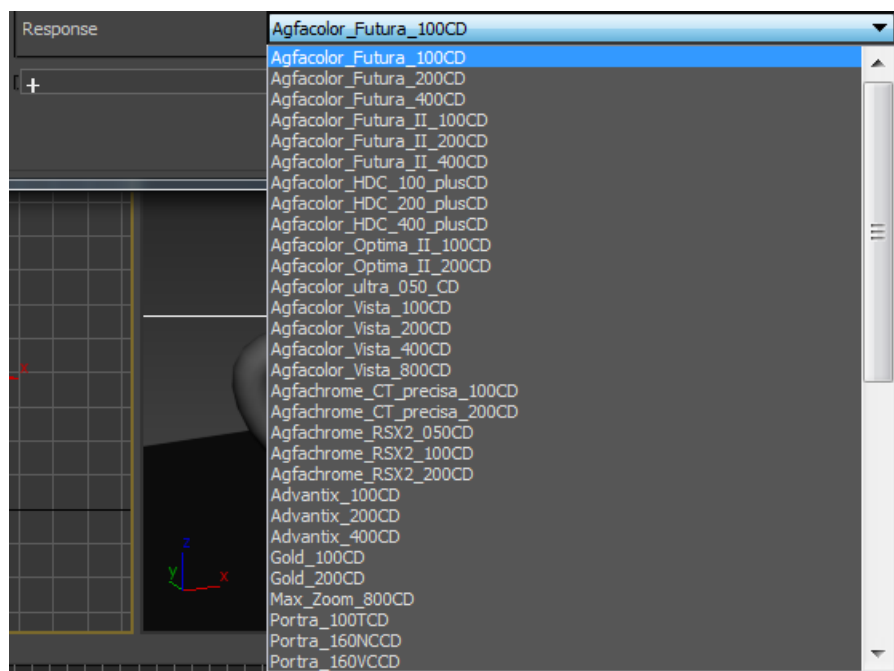 Response
Agfacolor_Futura_100CD
Agfacolor_Futura_100CD
Agfacolor_Futura_200CD
Agfacolor_Futura_400CD
Agfacolor_Futura_II_100CD
Agfacolor_Futura_II_200CD
Agfacolor_Futura_II_400CD
Agfacolor_HDC_100_plusCD
Agfacolor_HDC_200_plusCD
Agfacolor_HDC_400_plusCD
Agfacolor_Optima_II_100CD
Agfacolor_Optima_II_200CD
Agfacolor_ultra_050_CD
Agfacolor_Vista_100CD
Agfacolor_Vista_200CD
Agfacolor_Vista_400CD
Agfacolor_Vista_800CD
Agfachrome_CT_precisa_100CD
Agfachrome_CT_precisa_200CD
Agfachrome_RSX2_050CD
Agfachrome_RSX2_100CD
Agfachrome_RSX2_200CD
Advantix_100CD
Advantix_200CD
Advantix_400CD
Gold_100CD
Gold_200CD
Max_Zoom_800CD
Portra_100TCD
Portra_160NCCD
Portra_160VCCD
x
z
y
x